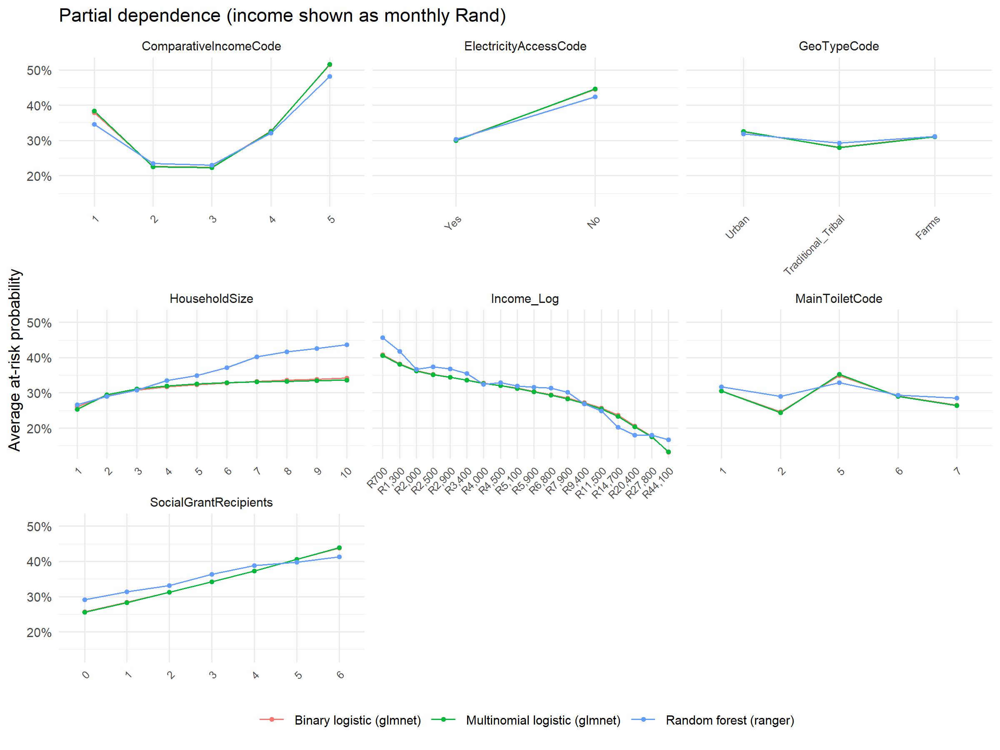 Partial dependence (income shown as monthly Rand)
ComparativeIncomeCode
ElectricityAccessCode
GeoTypeCode
50%
40%
30%
20%
1 2 3 4 5
Yes No
Urban Traditional_Tribal Farms
Average at-risk probability
HouseholdSize
Income_Log
MainToiletCode
50%
40%
30%
20%
1 2 3 4 5 6 7 8 9 10
R700 R1,300 R2,000 R2,500 R2,900 R3,400 R4,000 R4,500 R5,100 R5,900 R6,800 R7,900 R9,400 R11,500 R14,700 R20,400 R27,800 R44,100
1 2 5 6 7
SocialGrantRecipients
50%
40%
30%
20%
0 1 2 3 4 5 6
Binary logistic (glmnet) Multinomial logistic (glmnet) Random forest (ranger)